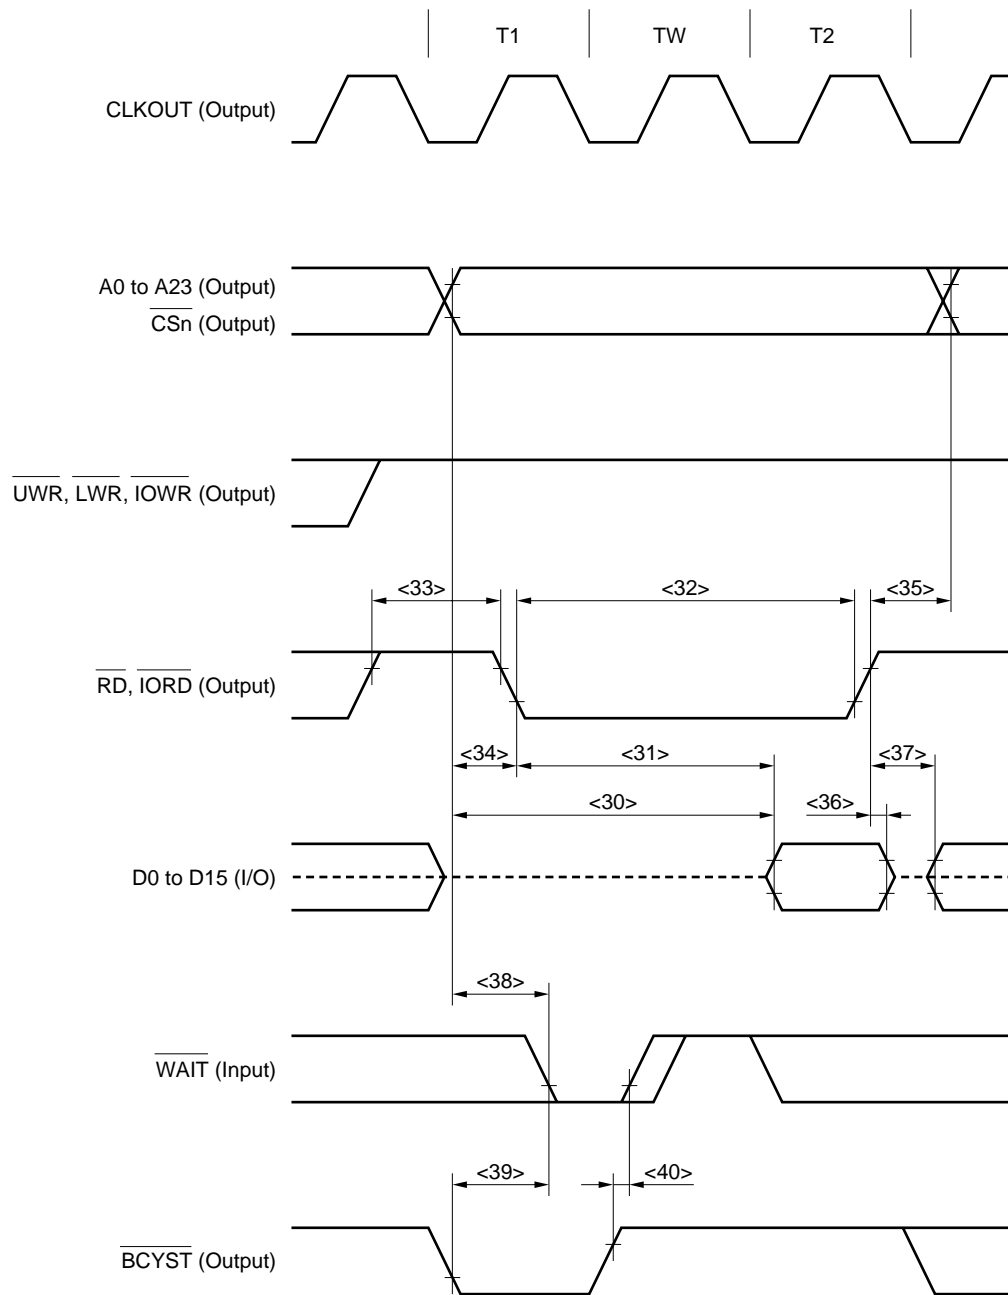 T1 TW T2
CLKOUT (Output)
A0 to A23 (Output)
CSn (Output)
UWR, LWR, IOWR (Output)
<33> <32> <35>
RD, IORD (Output)
<34> <31> <37>
<30> <36>
D0 to D15 (I/O)
<38>
WAIT (Input)
<39> <40>
BCYST (Output)